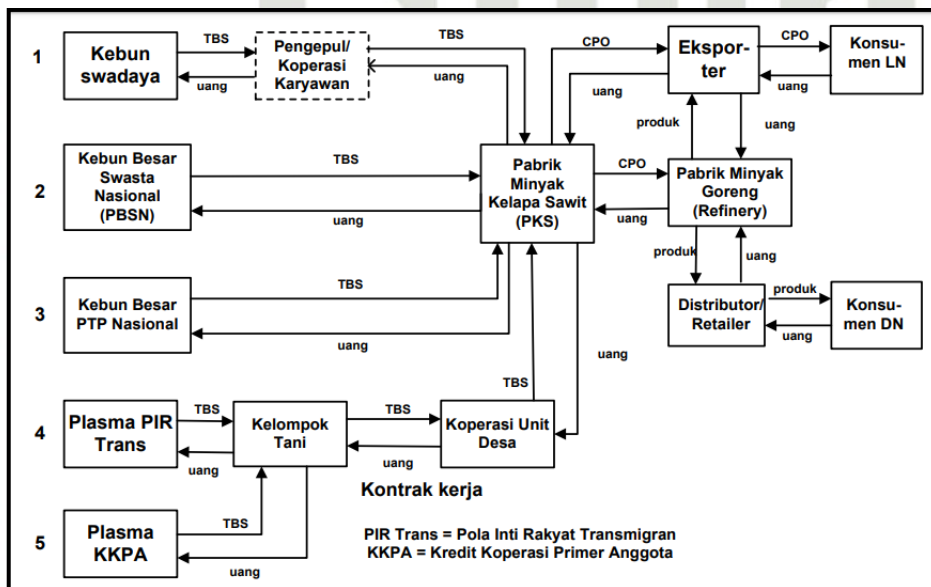 1
Kebun
swadaya
TBS
uang
Pengepul/
Koperasi
Karyawan
TBS
uang
CPO
uang
Ekspor-
ter
CPO
uang
Konsu-
men LN
produk
uang
2
Kebun Besar
Swasta
Nasional
(PBSN)
TBS
uang
Pabrik
Minyak
Kelapa Sawit
(PKS)
CPO
uang
Pabrik Minyak
Goreng
(Refinery)
produk
uang
3
Kebun Besar
PTP Nasional
TBS
uang
Distributor/
Retailer
produk
uang
Konsu-
men DN
TBS
uang
4
Plasma PIR
Trans
TBS
uang
Kelompok
Tani
TBS
uang
Koperasi Unit
Desa
Kontrak kerja
5
Plasma
KKPA
TBS
uang
PIR Trans = Pola Inti Rakyat Transmigran
KKPA = Kredit Koperasi Primer Anggota